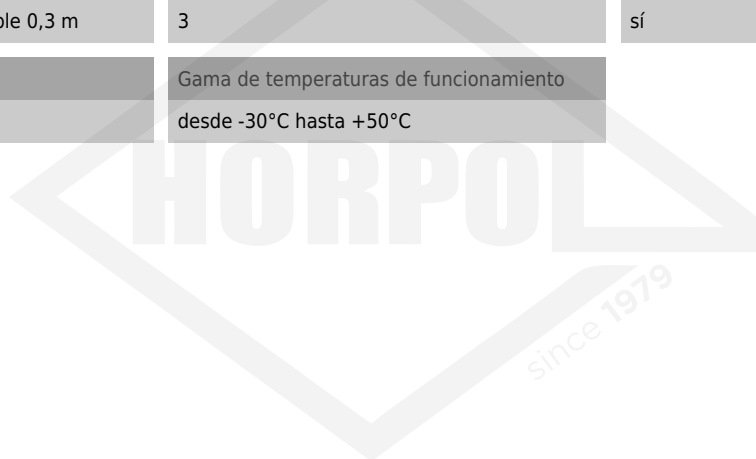 ble 0,3 m 3 sí
Gama de temperaturas de funcionamiento
desde -30°C hasta +50°C
HORPOL
since 1979